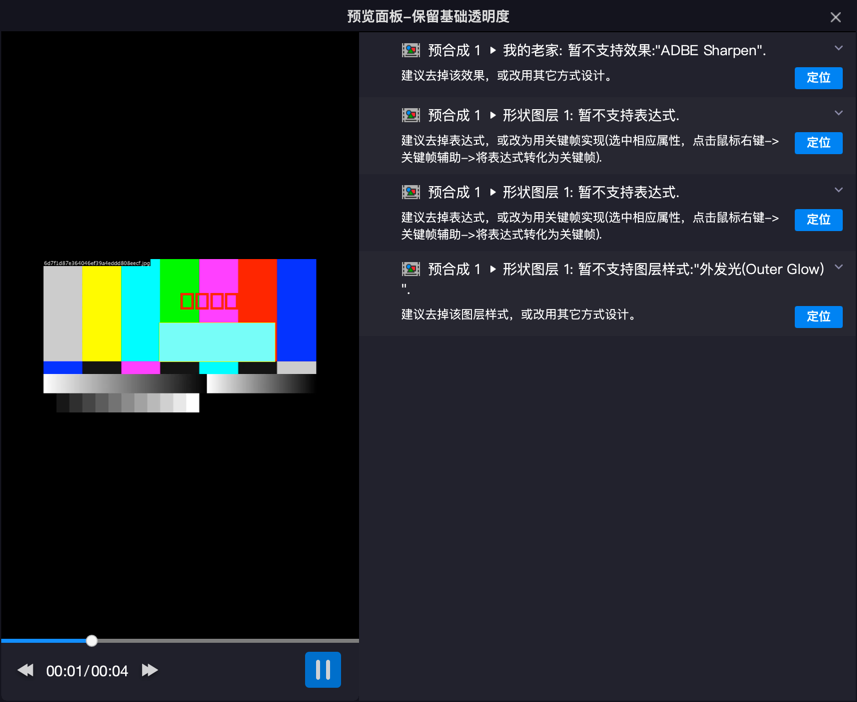 预览面板-保留基础透明度
预合成 1 ▸ 我的老家: 暂不支持效果:"ADBE Sharpen".
建议去掉该效果，或改用其它方式设计。
定位
预合成 1 ▸ 形状图层 1: 暂不支持表达式.
建议去掉表达式，或改为用关键帧实现(选中相应属性，点击鼠标右键->
关键帧辅助->将表达式转化为关键帧).
定位
预合成 1 ▸ 形状图层 1: 暂不支持表达式.
建议去掉表达式，或改为用关键帧实现(选中相应属性，点击鼠标右键->
关键帧辅助->将表达式转化为关键帧).
定位
预合成 1 ▸ 形状图层 1: 暂不支持图层样式:"外发光(Outer Glow)
".
建议去掉该图层样式，或改用其它方式设计。
定位
00:01/00:04